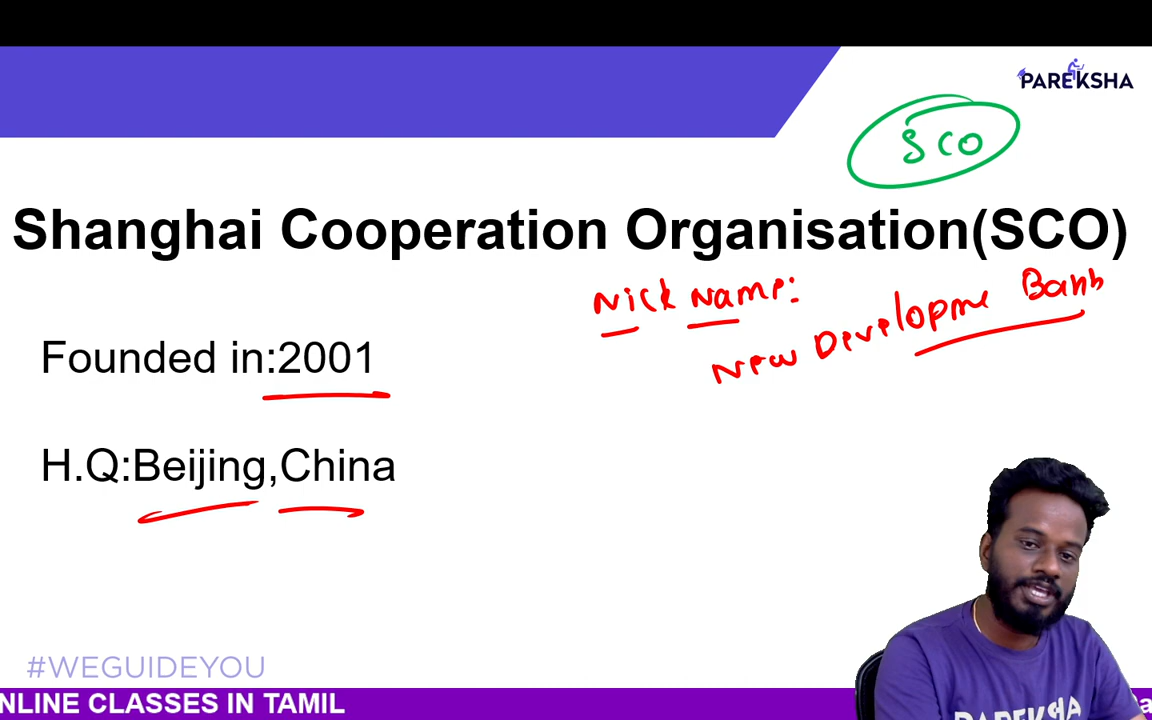 PAREKSHA
SCO
Shanghai Cooperation Organisation(SCO)
Nick Name:
New Developme Bank
Founded in:2001
H.Q:Beijing,China
#WEGUIDEYOU
PAREKSHA
NLINE CLASSES IN TAMIL